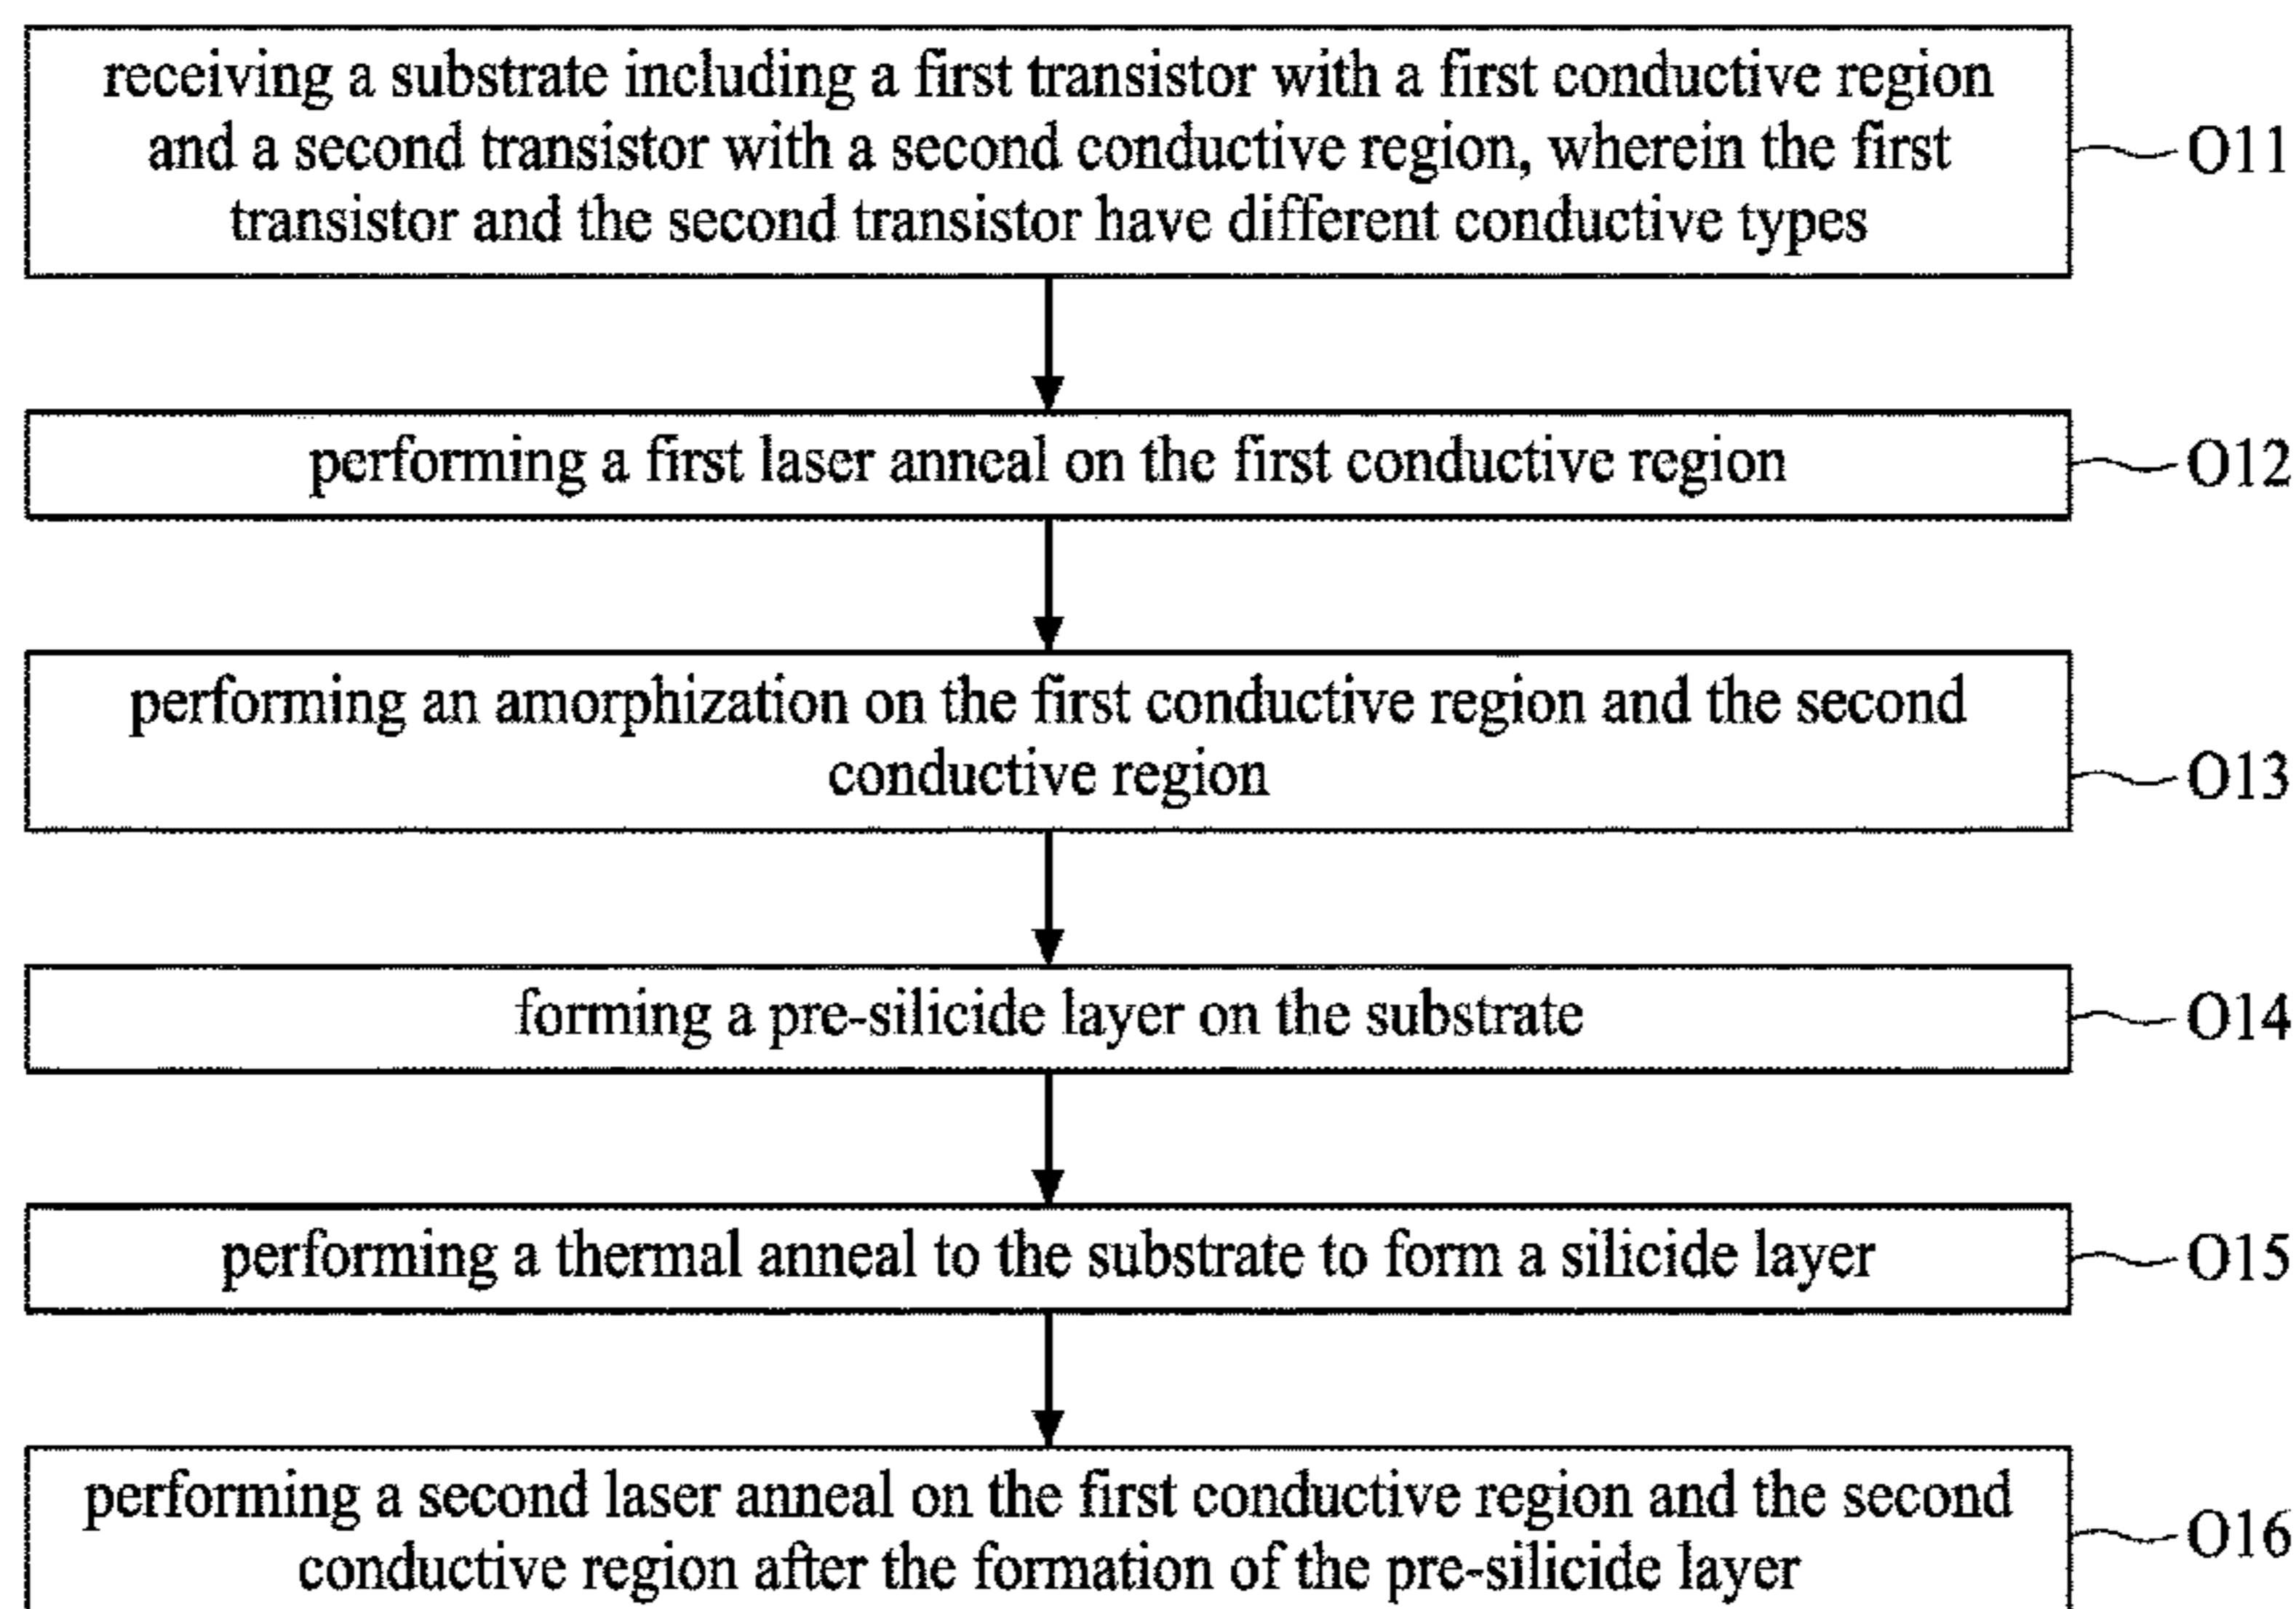 receiving a substrate including a first transistor with a first conductive region
and a second transistor with a second conductive region, wherein the first
transistor and the second transistor have different conductive types
O11
performing a first laser anneal on the first conductive region
O12
performing an amorphization on the first conductive region and the second
conductive region
O13
forming a pre-silicide layer on the substrate
O14
performing a thermal anneal to the substrate to form a silicide layer
O15
performing a second laser anneal on the first conductive region and the second
conductive region after the formation of the pre-silicide layer
O16